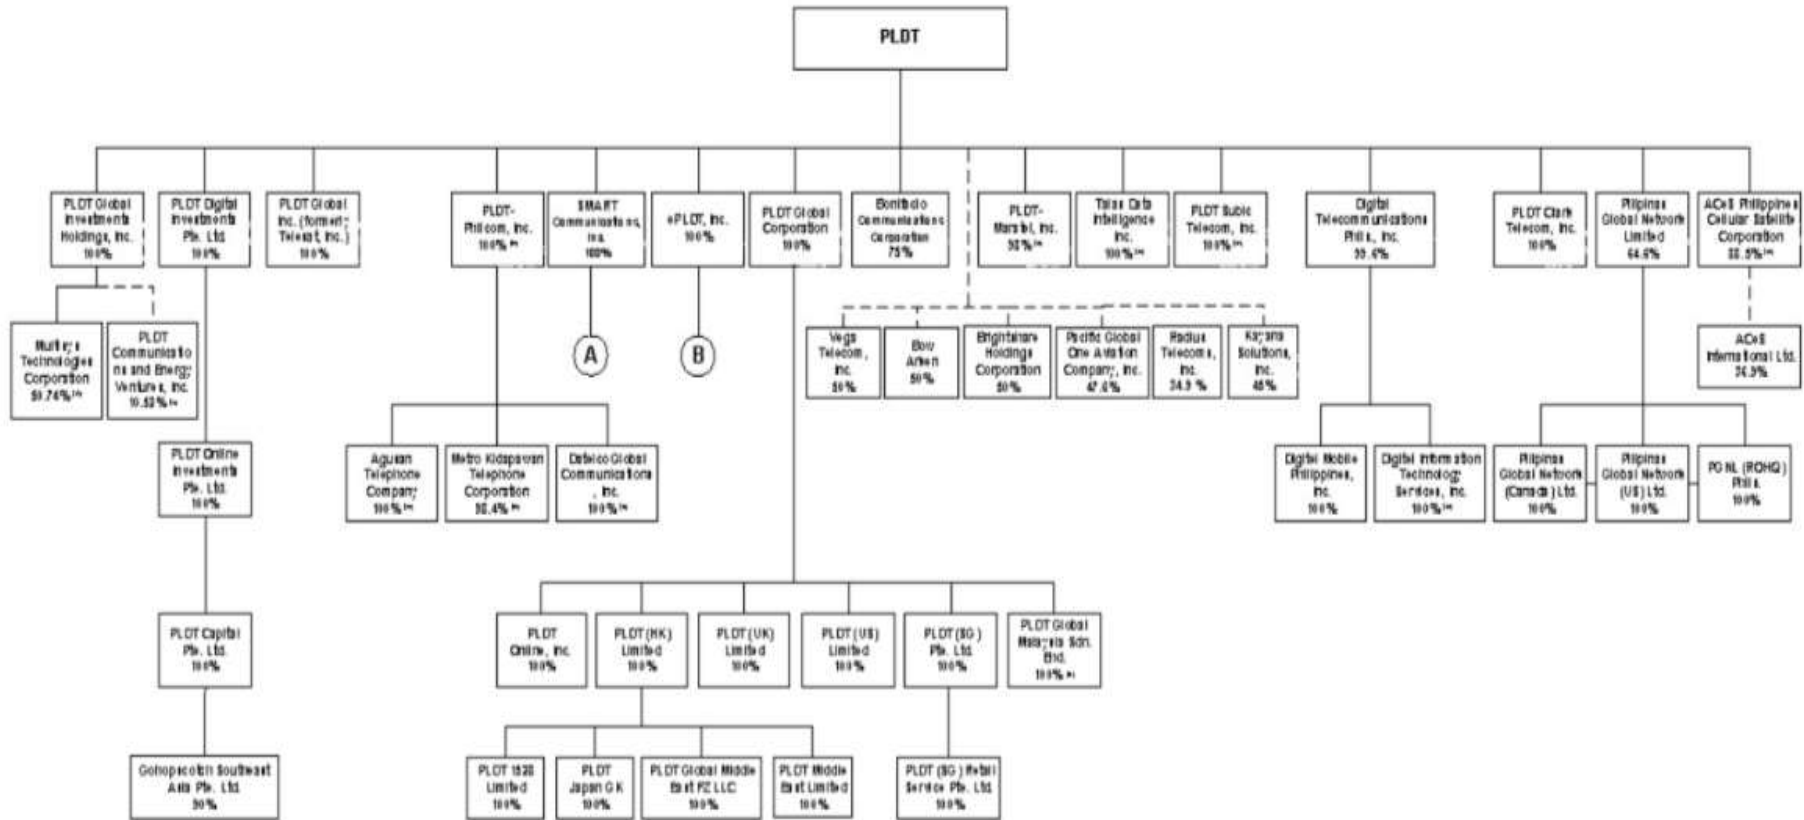 PLDT
PLDT Global
Investments
Holdings, Inc.
100%
PLDT Digital
Investments
Pte. Ltd.
100%
PLDT Global
Inc. (formerly
Telesat, Inc.)
100%
PLDT-
Philcom, Inc.
100%
SMART
Communications,
Inc.
100%
ePLDT, Inc.
100%
PLDT Global
Corporation
100%
Bonifacio
Communications
Corporation
75%
PLDT-
Maratel, Inc.
Talas Data
Intelligence
Inc.
100%
PLDT Subic
Telecom, Inc.
100%
Digital
Telecommunications
Phils., Inc.
99.6%
PLDT Clark
Telecom, Inc.
100%
Pilipinas
Global Network
Limited
64.6%
ACeS Philippines
Cellular Satellite
Corporation
Multisys
Technologies
Corporation
PLDT
Communicatio
ns and Energy
Ventures, Inc.
A
B
Vega
Telecom,
Inc.
50%
Bow
Arken
50%
Brightshare
Holdings
Corporation
50%
Pacific Global
One Aviation
Company, Inc.
Radius
Telecoms, Inc.
34.9 %
Kayana
Solutions,
Inc.
45%
ACeS
International Ltd.
36.9%
PLDT Online
Investments
Pte. Ltd.
100%
Agusan
Telephone
Company
100%
Metro Kidapawan
Telephone
Corporation
Datelco Global
Communications
, Inc.
100%
Digital Mobile
Philippines,
Inc.
100%
Digital Information
Technology
Services, Inc.
100%
Pilipinas
Global Network
(Canada) Ltd.
100%
Pilipinas
Global Network
(US) Ltd.
100%
PGNL (ROHQ)
Phils.
100%
PLDT Capital
Pte. Ltd.
100%
PLDT
Online, Inc.
100%
PLDT (HK)
Limited
100%
PLDT (UK)
Limited
100%
PLDT (US)
Limited
100%
PLDT (SG)
Pte. Ltd.
100%
PLDT Global
Malaysia Sdn.
Bhd.
100%
Gohopscotch Southeast
Asia Pte. Ltd.
PLDT 1528
Limited
100%
PLDT
Japan GK
100%
PLDT Global Middle
East FZ LLC
100%
PLDT Middle
East Limited
100%
PLDT (SG) Retail
Service Pte. Ltd.
100%